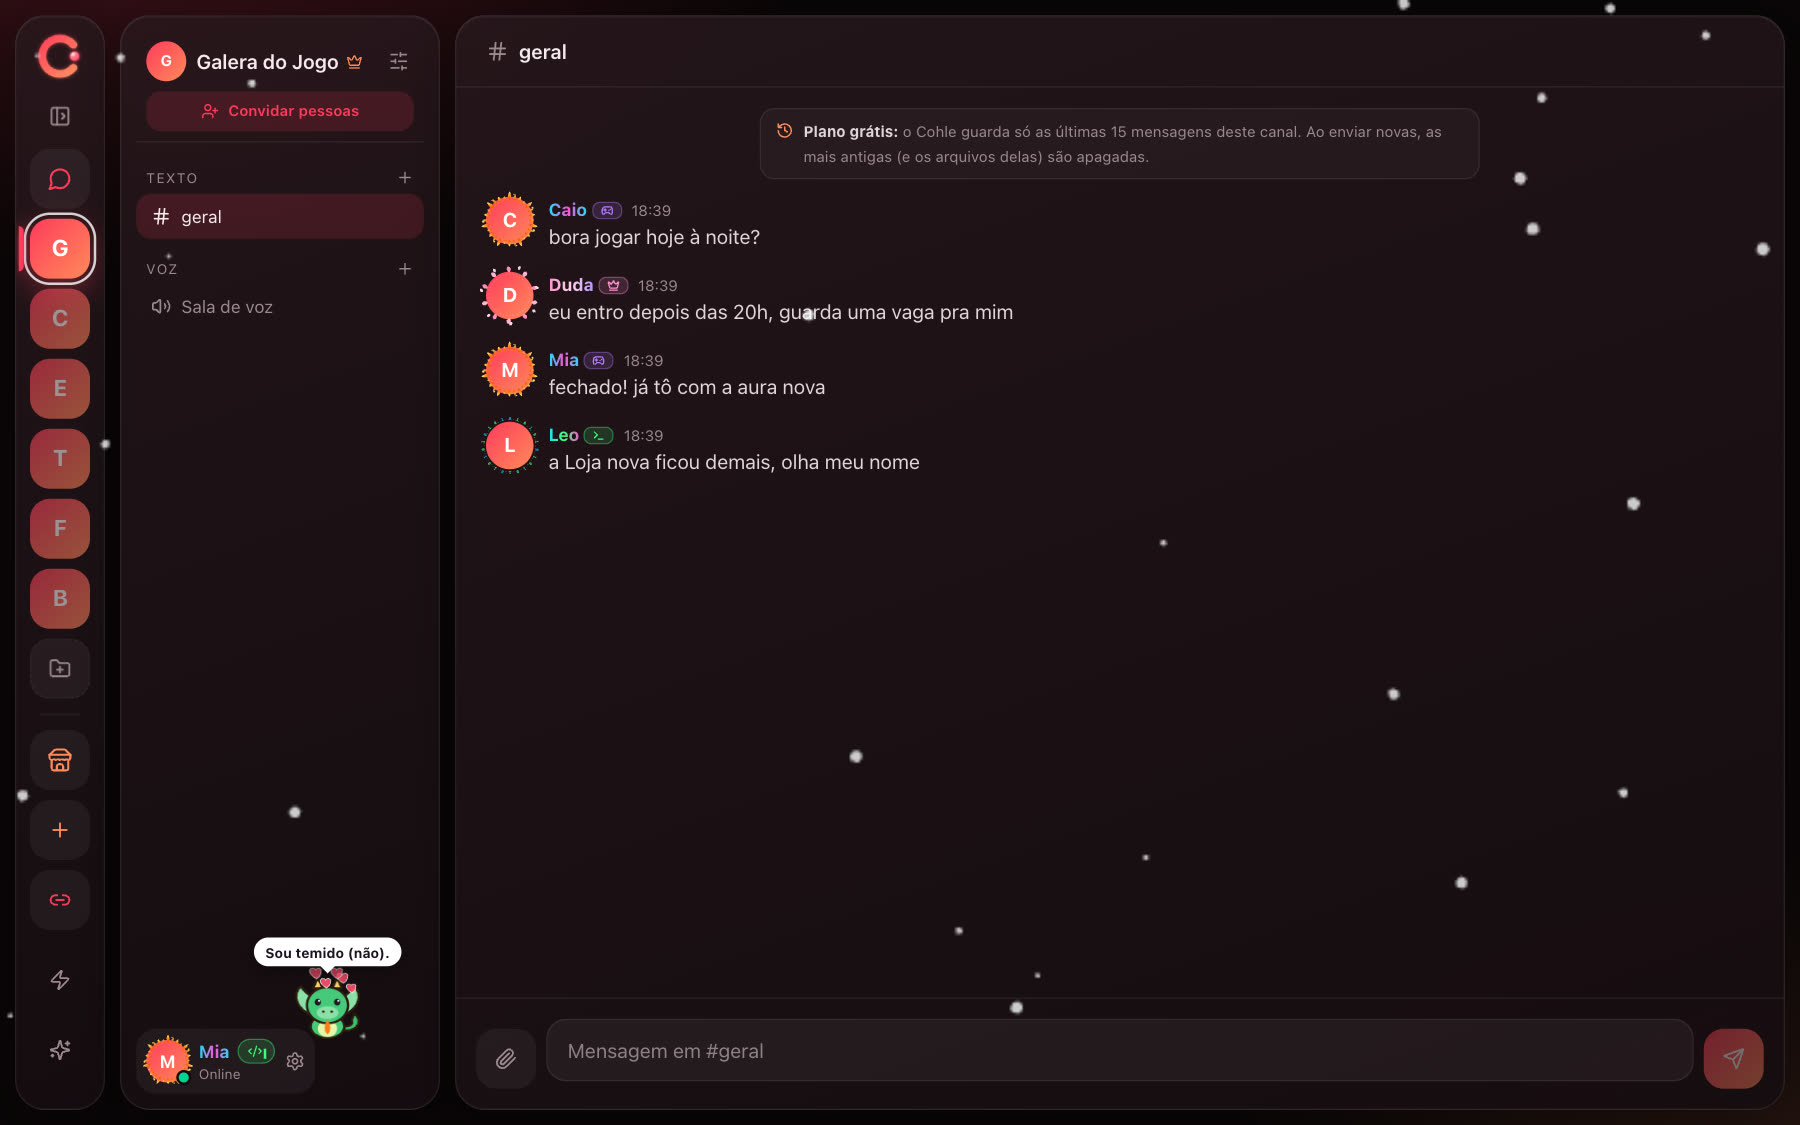 G
Galera do Jogo
Convidar pessoas
TEXTO
geral
VOZ
Sala de voz
G
C
E
T
F
B
Sou temido (não).
M
Mia
Online
geral
Plano grátis: o Cohle guarda só as últimas 15 mensagens deste canal. Ao enviar novas, as
mais antigas (e os arquivos delas) são apagadas.
C
Caio 18:39
bora jogar hoje à noite?
D
Duda 18:39
eu entro depois das 20h, guarda uma vaga pra mim
M
Mia 18:39
fechado! já tô com a aura nova
L
Leo 18:39
a Loja nova ficou demais, olha meu nome
Mensagem em #geral